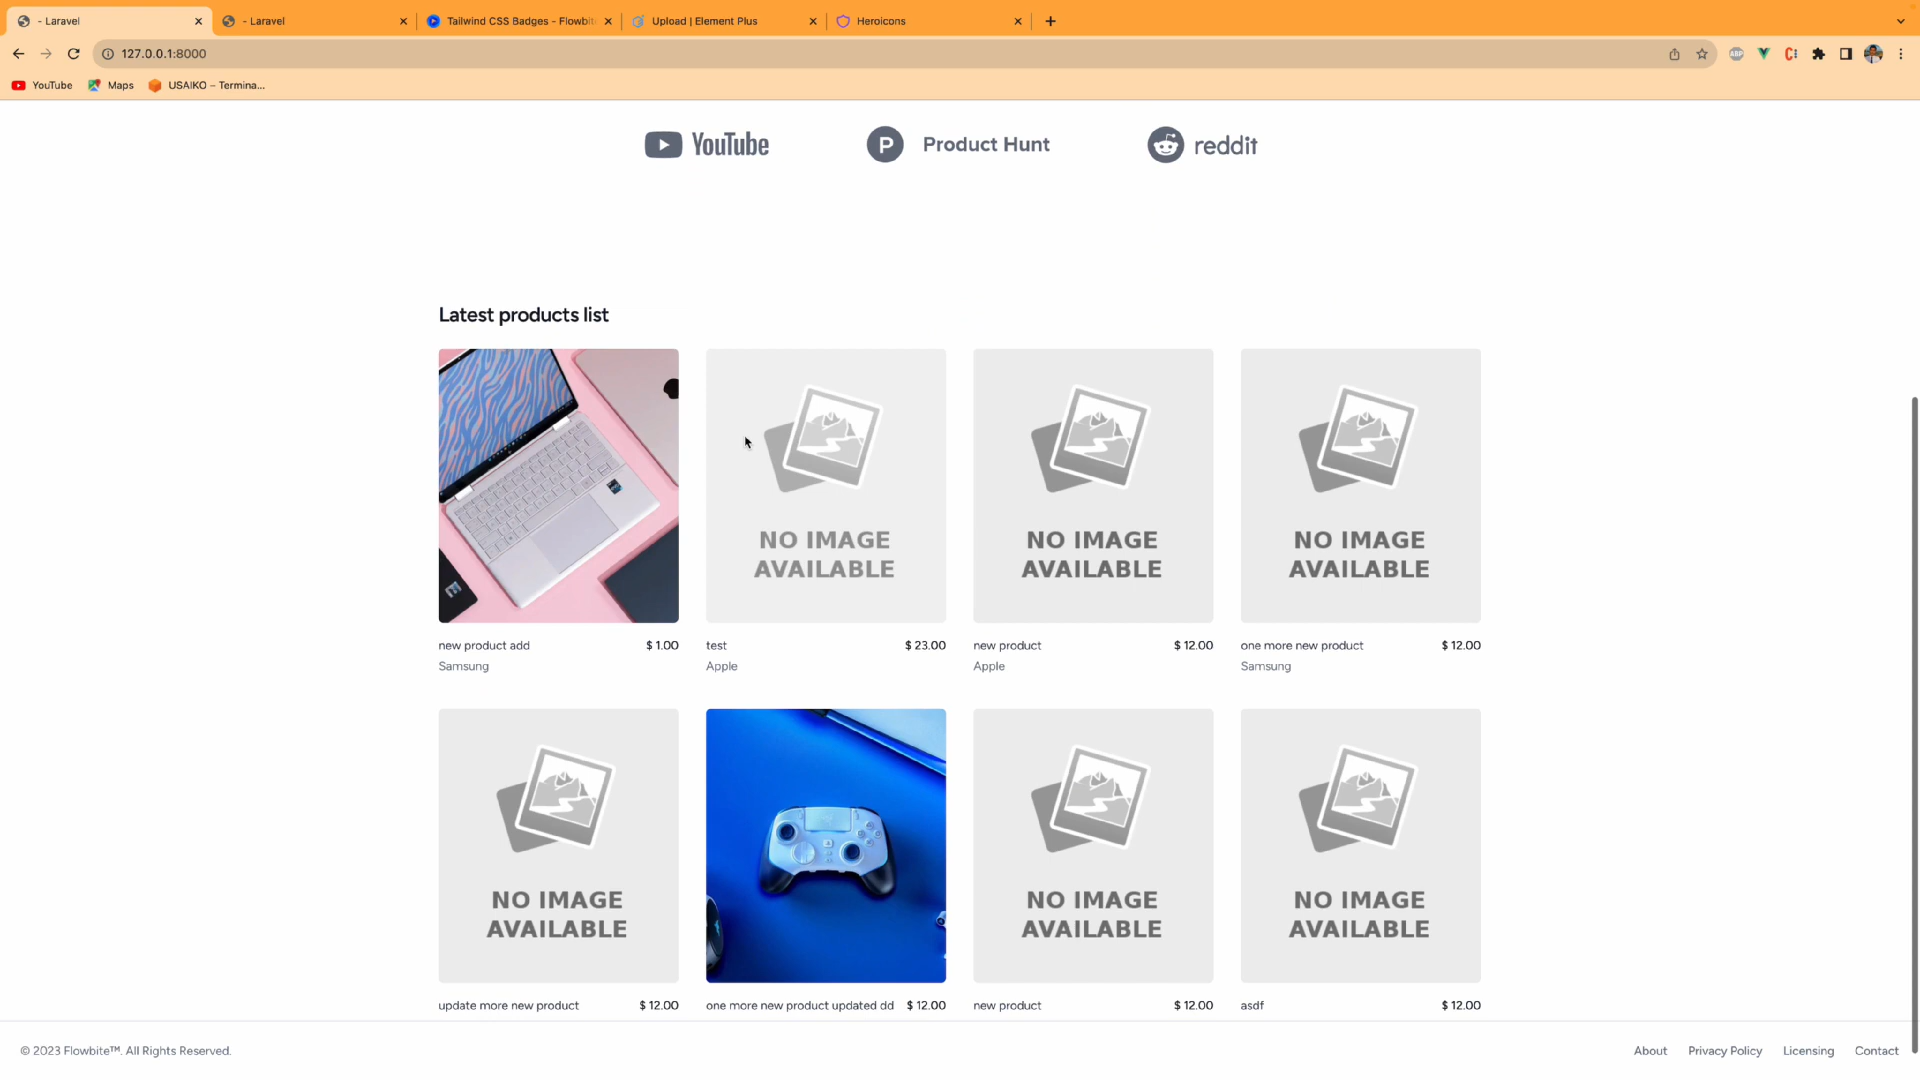 - Laravel
- Laravel
Tailwind CSS Badges - Flowbit
Upload | Element Plus
Heroicons
127.0.0.1:8000
YouTube
Maps
USAIKO – Termina...
YouTube
Product Hunt
reddit
Latest products list
NO IMAGE
AVAILABLE
NO IMAGE
AVAILABLE
NO IMAGE
AVAILABLE
new product add $ 1.00
Samsung
test $ 23.00
Apple
new product $ 12.00
Apple
one more new product $ 12.00
Samsung
NO IMAGE
AVAILABLE
NO IMAGE
AVAILABLE
NO IMAGE
AVAILABLE
update more new product $ 12.00
one more new product updated dd $ 12.00
new product $ 12.00
asdf $ 12.00
© 2023 Flowbite™. All Rights Reserved.
About Privacy Policy Licensing Contact